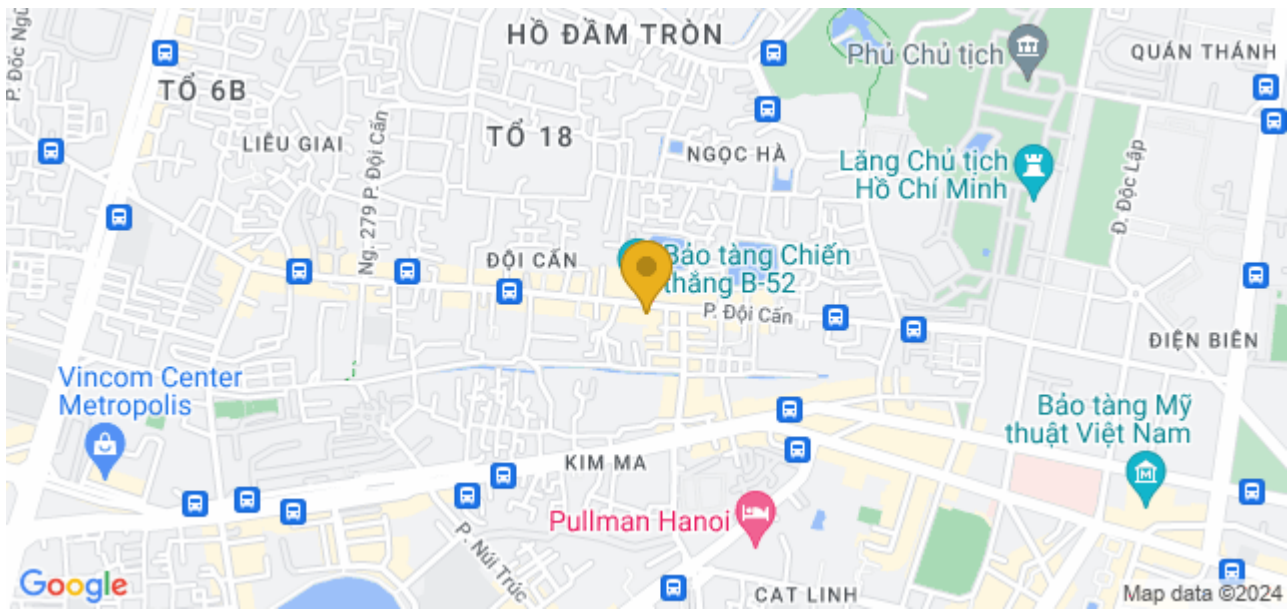 P. Đốc Ngữ
HỒ ĐẦM TRÒN
Phủ Chủ tịch
QUÁN THÁNH
TỔ 6B
LIỄU GIAI
TỔ 18
NGỌC HÀ
Lăng Chủ tịch
Hồ Chí Minh
Đ. Độc Lập
Ng. 279 P. Đội Cấn
ĐỘI CẤN
Bảo tàng Chiến
thắng B-52
P. Đội Cấn
ĐIỆN BIÊN
Vincom Center
Metropolis
Bảo tàng Mỹ
thuật Việt Nam
KIM MA
Pullman Hanoi
P. Núi Trúc
CAT LINH
Google
Map data ©2024